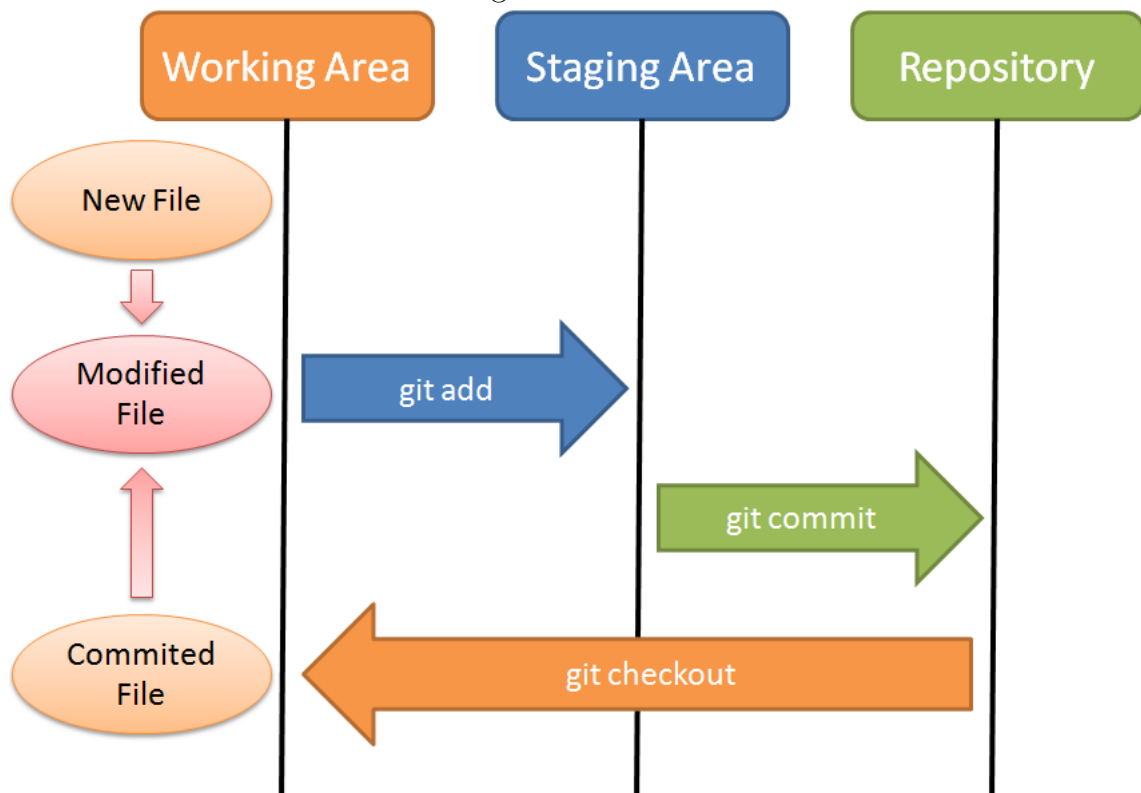 Working Area
Staging Area
Repository
New File
Modified
File
git add
git commit
Commited
File
git checkout